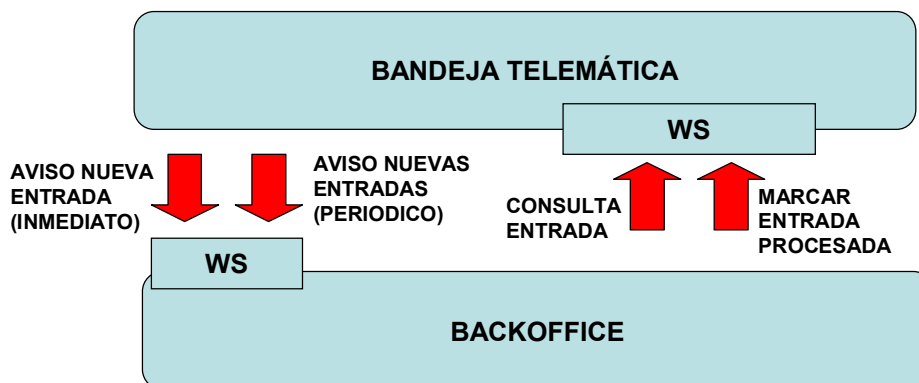 BANDEJA TELEMÁTICA
WS
AVISO NUEVA
ENTRADA
(INMEDIATO)
AVISO NUEVAS
ENTRADAS
(PERIODICO)
CONSULTA
ENTRADA
MARCAR
ENTRADA
PROCESADA
WS
BACKOFFICE